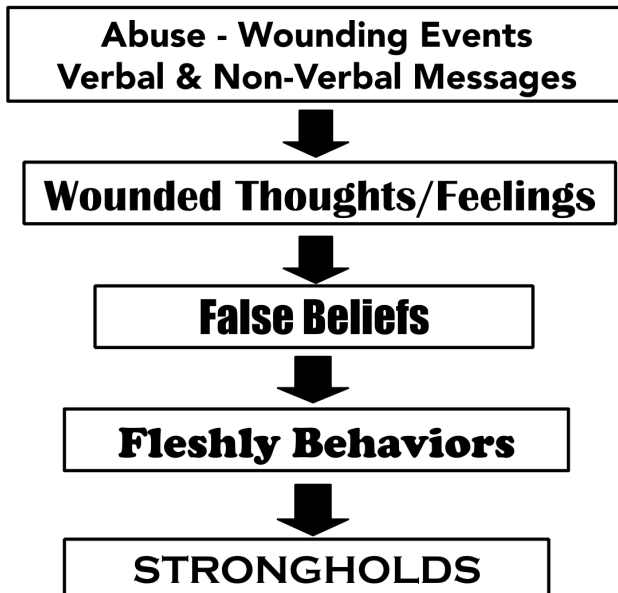 Abuse - Wounding Events
Verbal & Non-Verbal Messages
Wounded Thoughts/Feelings
False Beliefs
Fleshly Behaviors
STRONGHOLDS